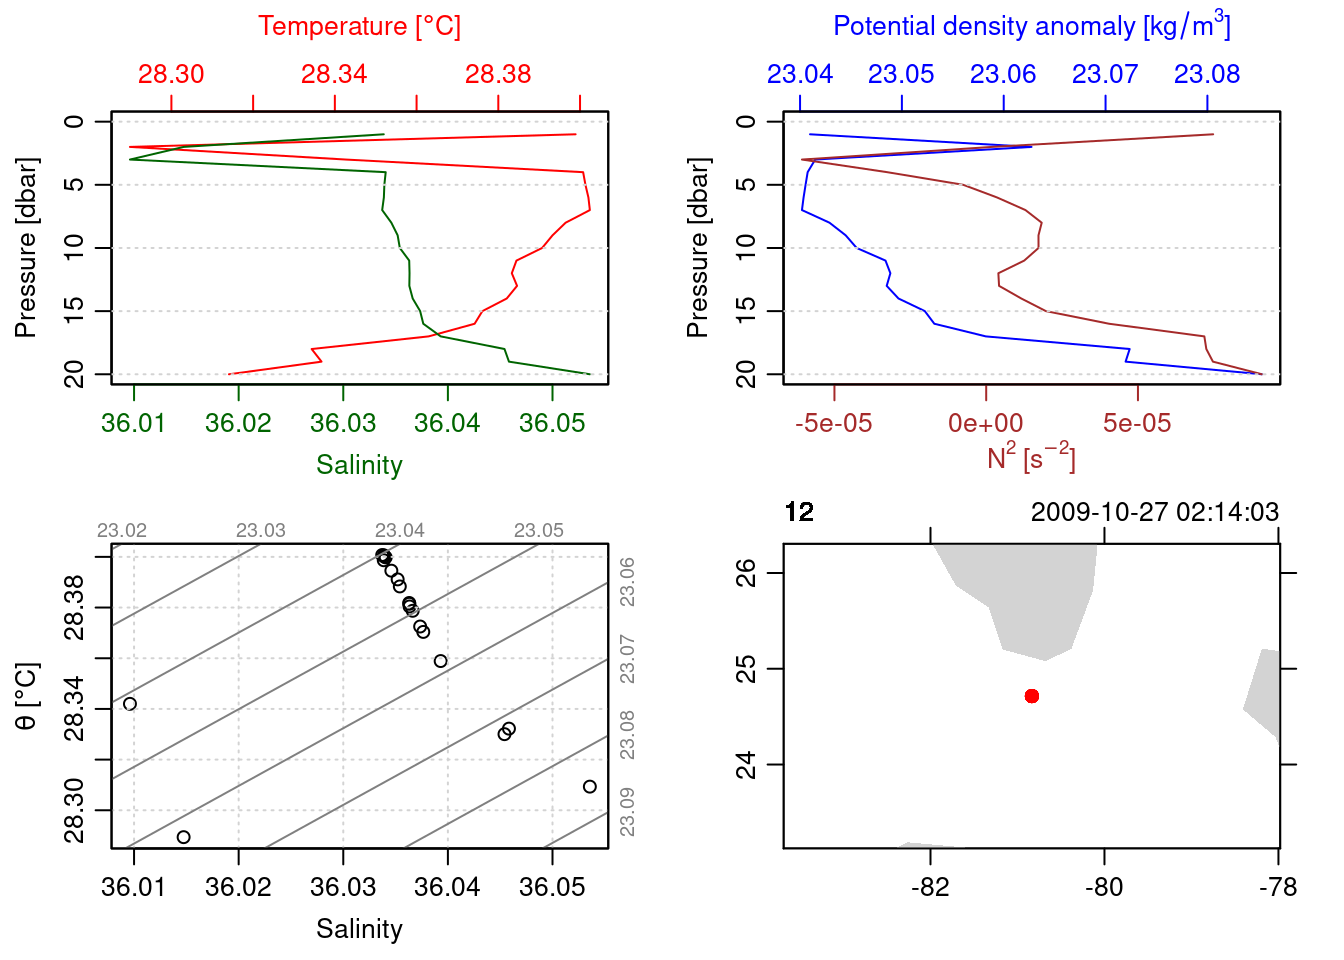 Temperature [°C]
28.30 28.34 28.38
0
5
10
15
20
Pressure [dbar]
36.01 36.02 36.03 36.04 36.05
Salinity
Potential density anomaly [kg/m³]
23.04 23.05 23.06 23.07 23.08
0
5
10
15
20
Pressure [dbar]
-5e-05 0e+00 5e-05
N² [s⁻²]
23.02 23.03 23.04 23.05
23.06
23.07
23.08
23.09
28.38
28.34
28.30
θ [°C]
36.01 36.02 36.03 36.04 36.05
Salinity
12 2009-10-27 02:14:03
26
25
24
-82 -80 -78